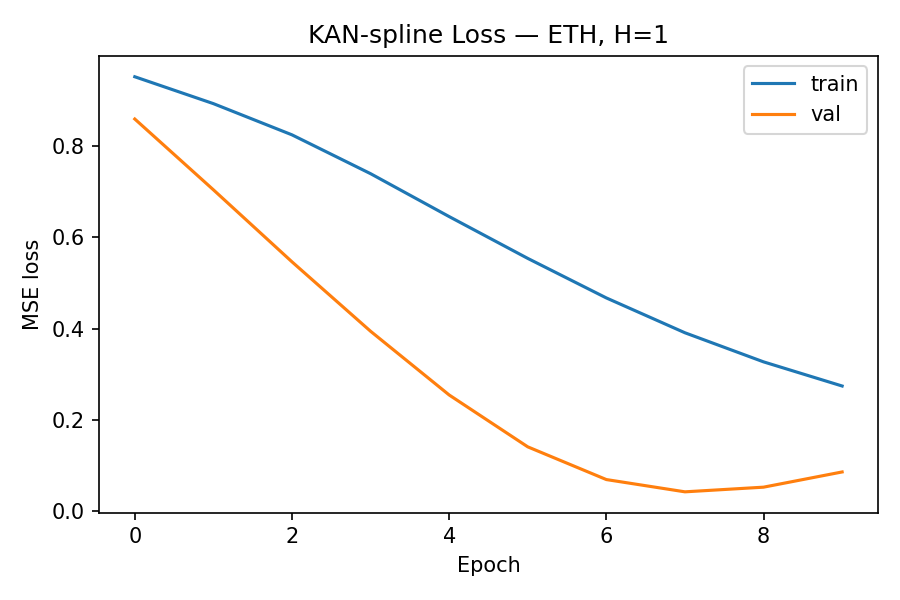 KAN-spline Loss — ETH, H=1
train
val
MSE loss
0.8
0.6
0.4
0.2
0.0
0 2 4 6 8
Epoch